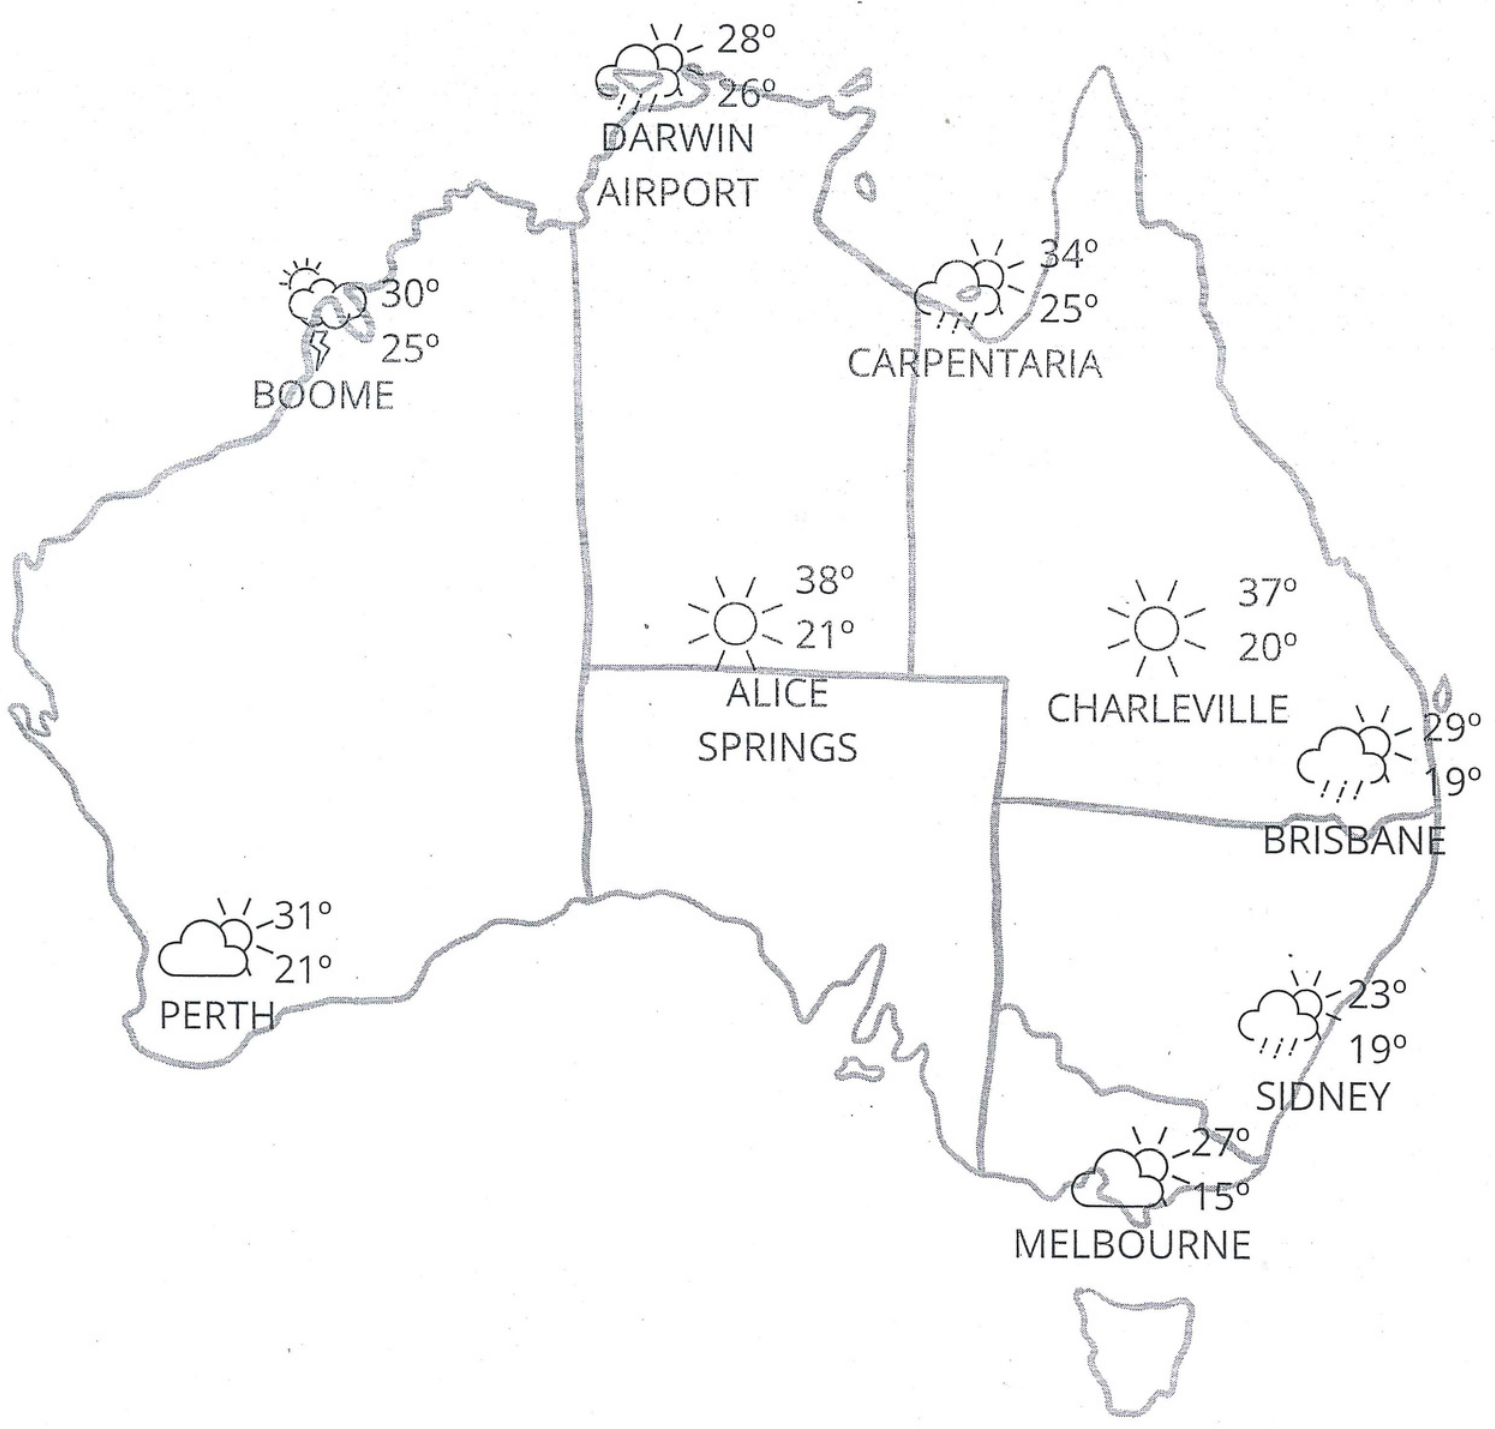 28º
26º
DARWIN
AIRPORT
34º
25º
CARPENTARIA
30º
25º
BOOME
38º
21º
ALICE
SPRINGS
37º
20º
CHARLEVILLE
29º
19º
BRISBANE
31º
21º
PERTH
23º
19º
SIDNEY
27º
15º
MELBOURNE